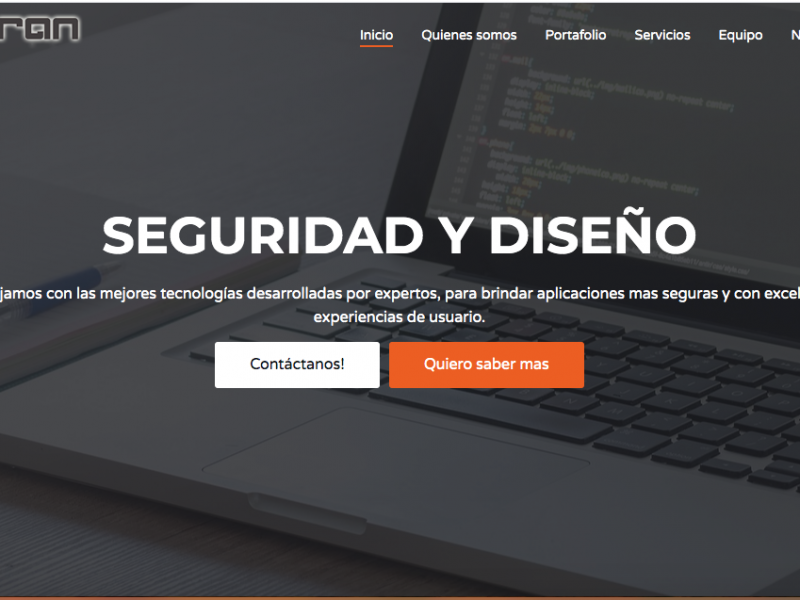 ran
Inicio Quienes somos Portafolio Servicios Equipo N
SEGURIDAD Y DISEÑO
jamos con las mejores tecnologías desarrolladas por expertos, para brindar aplicaciones mas seguras y con excel
experiencias de usuario.
Contáctanos! Quiero saber mas